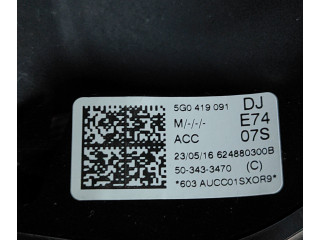 5G0 419 091 DJ
M/-/-/- E74
ACC 07S
23/05/16 624880300B
50-343-3470 (C)
*603 AUCC01SXOR9*